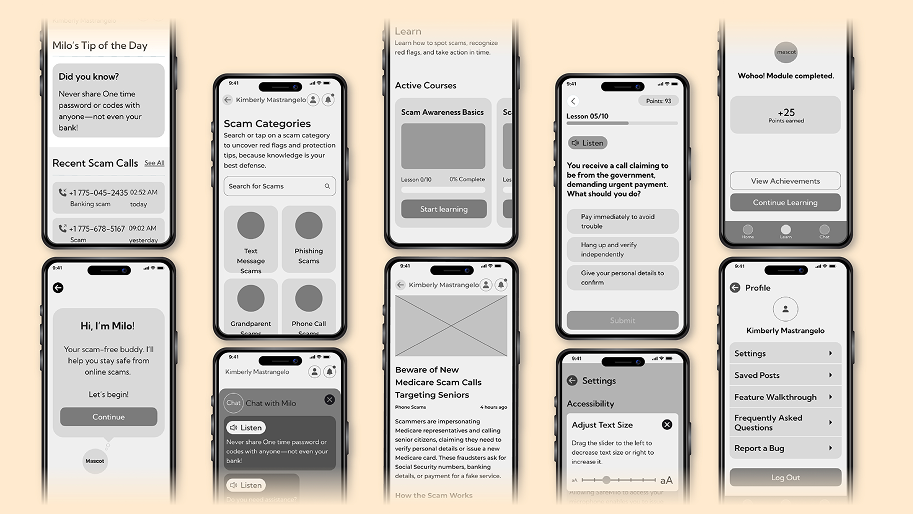 Milo's Tip of the Day
Did you know?
Never share One time
password or codes with
anyone—not even your
bank!
Recent Scam Calls See All
+1 775-045-2435 02:52 AM
Banking scam today
+1 775-678-5167 09:02 AM
Scam yesterday
9:41
Hi, I'm Milo!
Your scam-free buddy. I'll
help you stay safe from
online scams.
Let's begin!
Continue
Mascot
9:41
Kimberly Mastrangelo
Scam Categories
Search or tap on a scam category
to uncover red flags and protection
tips, because knowledge is your
best defense.
Search for Scams
Text
Message
Scams
Phishing
Scams
Grandparent
Scams
Phone Call
Scams
9:41
Kimberly Mastrangelo
Chat Chat with Milo
Listen
Never share One time password or
codes with anyone—not even your
bank!
Listen
Learn
Learn how to spot scams, recognize
red flags, and take action in time.
Active Courses
Scam Awareness Basics
Lesson 0/10 0% Complete
Start learning
Scam
Less
9:41
Kimberly Mastrangelo
Beware of New
Medicare Scam Calls
Targeting Seniors
Phone Scams 4 hours ago
Scammers are impersonating
Medicare representatives and calling
senior citizens, claiming they need to
verify personal details or issue a new
Medicare card. These fraudsters ask for
Social Security numbers, banking
details, or payment for a fake service.
How the Scam Works
9:41
Points: 93
Lesson 05/10
Listen
You receive a call claiming to
be from the government,
demanding urgent payment.
What should you do?
Pay immediately to avoid
trouble
Hang up and verify
independently
Give your personal details to
confirm
Submit
9:41
Settings
Accessibility
Adjust Text Size
Drag the slider to the left to
decrease text size or right to
increase it.
aA aA
mascot
Wohoo! Module completed.
+25
Points earned
View Achievements
Continue Learning
Home Learn Chat
9:41
Profile
Kimberly Mastrangelo
Settings
Saved Posts
Feature Walkthrough
Frequently Asked
Questions
Report a Bug
Log Out